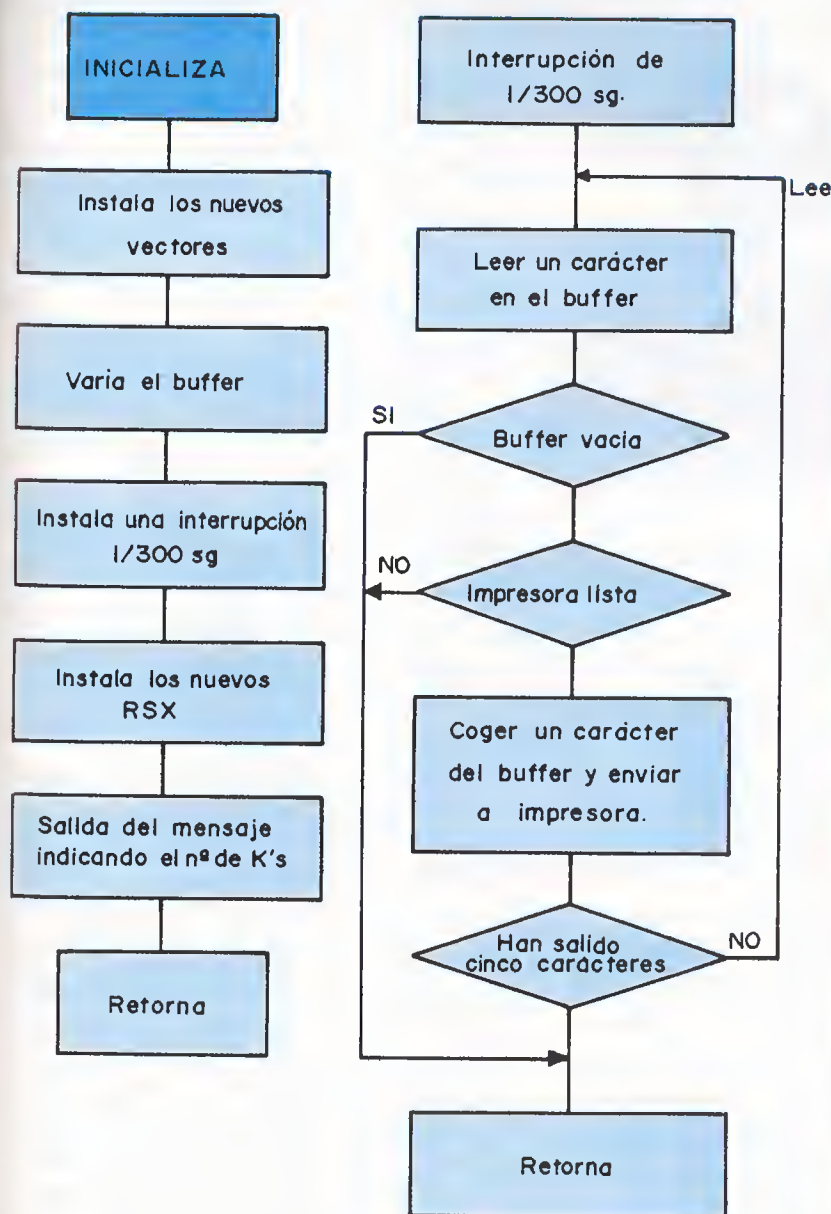 INICIALIZA
Instala los nuevos
vectores
Varia el buffer
Instala una interrupción
1/300 sg
Instala los nuevos
RSX
Salida del mensaje
indicando el nº de K's
Retorna
Interrupción de
1/300 sg.
Lee
Leer un carácter
en el buffer
SI
Buffer vacia
NO
Impresora lista
Coger un carácter
del buffer y enviar
a impresora.
Han salido
cinco carácteres
NO
Retorna